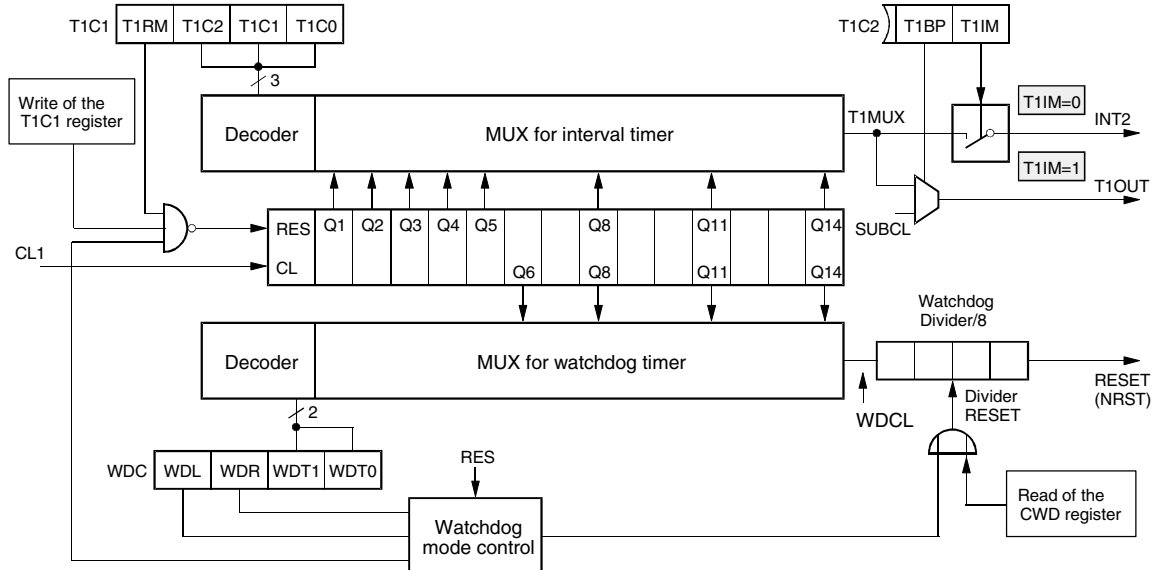 T1C1 T1RM T1C2 T1C1 T1C0
T1C2 T1BP T1IM
3
Write of the
T1C1 register
Decoder
MUX for interval timer
T1MUX
T1IM=0
INT2
T1IM=1
T1OUT
SUBCL
RES Q1 Q2 Q3 Q4 Q5 Q8 Q11 Q14
CL1
CL Q6 Q8 Q11 Q14
Watchdog
Divider/8
Decoder
MUX for watchdog timer
RESET
(NRST)
Divider
RESET
WDCL
2
WDC WDL WDR WDT1 WDT0
RES
Watchdog
mode control
Read of the
CWD register